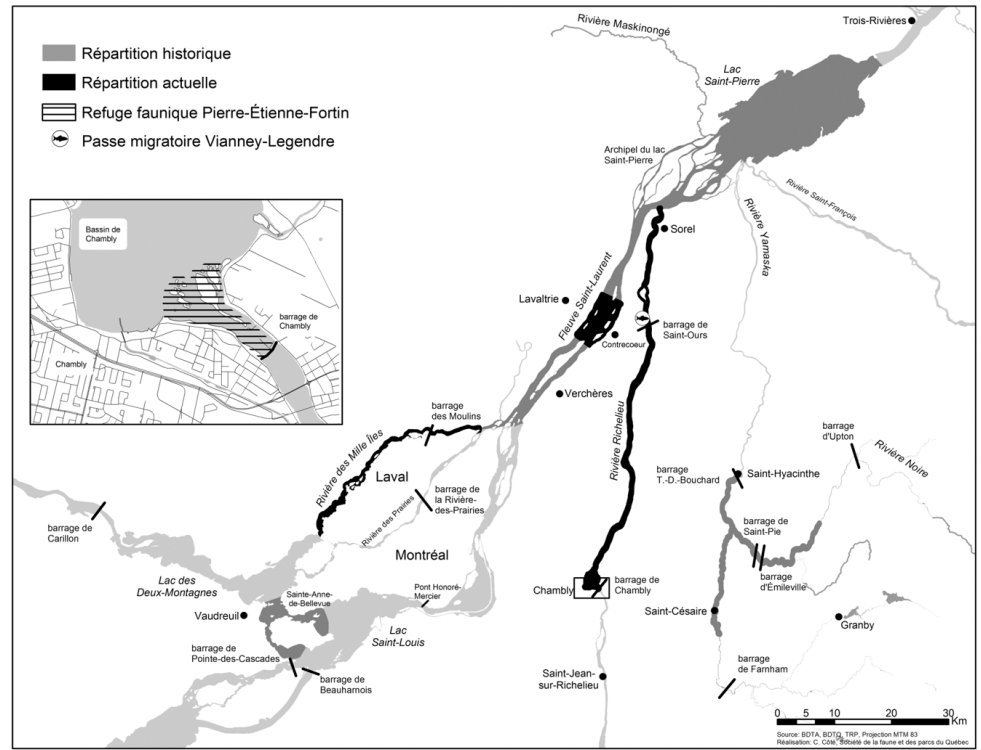 Répartition historique
Répartition actuelle
Refuge faunique Pierre-Étienne-Fortin
Passe migratoire Vianney-Legendre
Rivière Maskinongé
Trois-Rivières
Lac
Saint-Pierre
Archipel du lac
Saint-Pierre
Rivière Saint-François
Rivière Yamaska
Sorel
Bassin de
Chambly
barrage de
Chambly
Chambly
Lavaltrie
Fleuve Saint-Laurent
Contrecoeur
barrage de
Saint-Ours
Verchères
barrage
des Moulins
Rivière des Mille Îles
Laval
Rivière Richelieu
barrage
d'Upton
Rivière Noire
barrage
T.-D.-Bouchard
Saint-Hyacinthe
barrage de
la Rivière-
des-Prairies
Rivière des Prairies
barrage de
Carillon
barrage de
Saint-Pie
Montréal
barrage
d'Émileville
Lac des
Deux-Montagnes
Sainte-Anne-
de-Bellevue
Pont Honoré-
Mercier
Chambly
barrage de
Chambly
Vaudreuil
Saint-Césaire
Granby
Lac
Saint-Louis
barrage de
Pointe-des-Cascades
barrage de
Beauharnois
Saint-Jean-
sur-Richelieu
barrage
de Farnham
0 5 10 20 30
Km
Source: BDTA, BDTQ, TRP, Projection MTM 83
Réalisation: C. Côté, Société de la faune et des parcs du Québec